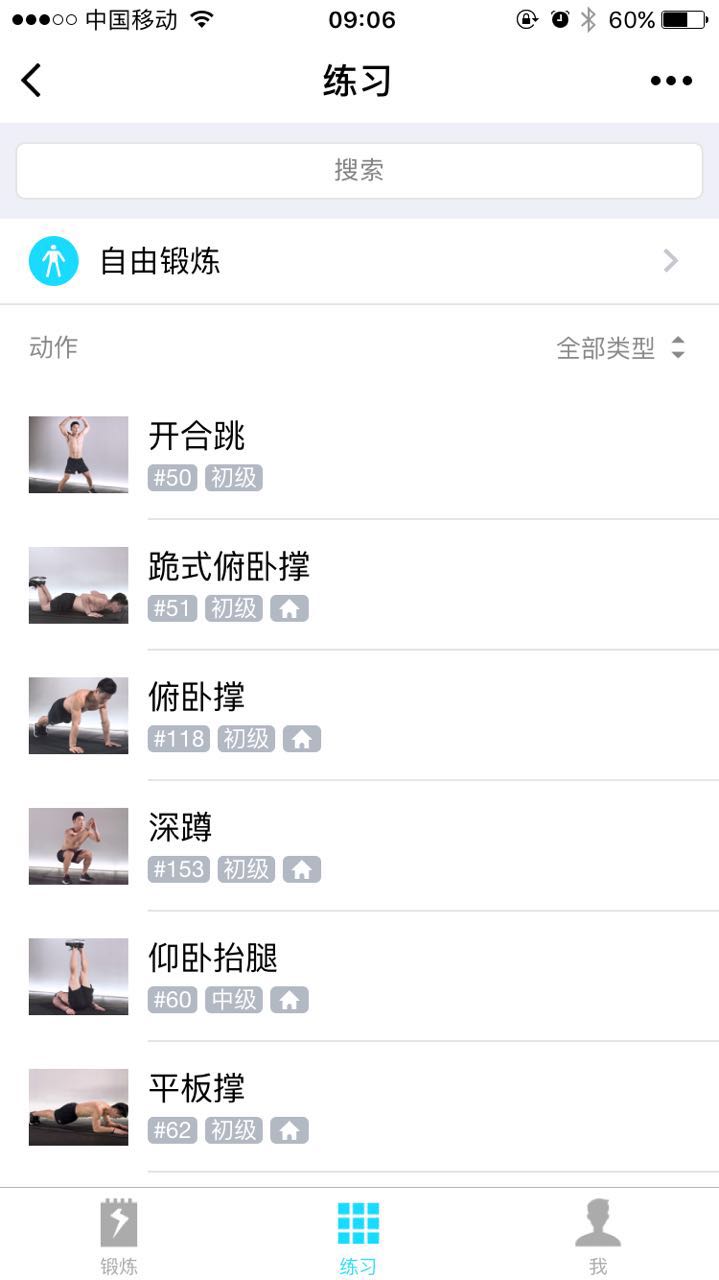 中国移动 09:06 60%
练习
搜索
自由锻炼
动作 全部类型
开合跳
#50 初级
跪式俯卧撑
#51 初级
俯卧撑
#118 初级
深蹲
#153 初级
仰卧抬腿
#60 中级
平板撑
#62 初级
锻炼 练习 我